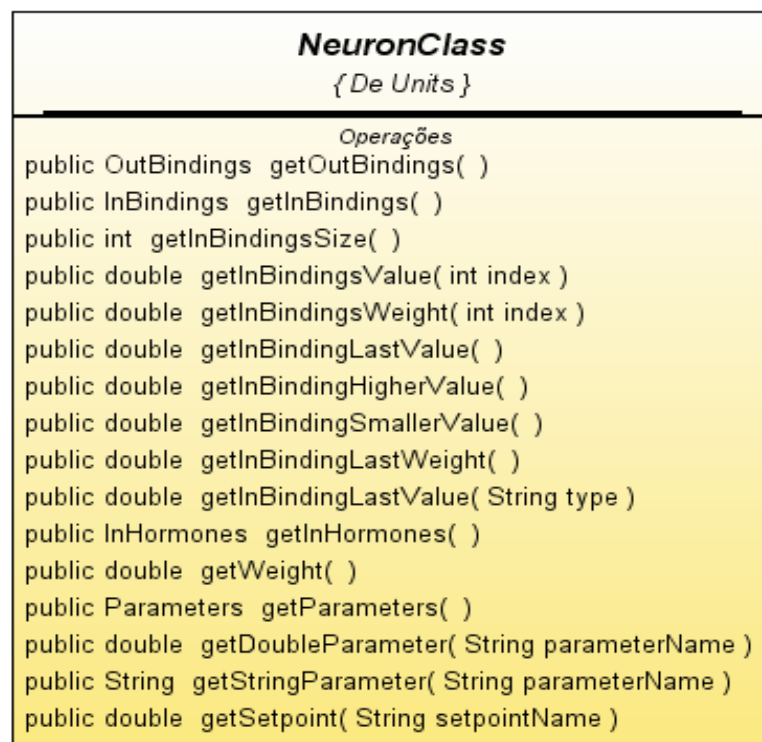 NeuronClass
{ De Units }
Operações
public OutBindings getOutBindings( )
public InBindings getInBindings( )
public int getInBindingsSize( )
public double getInBindingsValue( int index )
public double getInBindingsWeight( int index )
public double getInBindingLastValue( )
public double getInBindingHigherValue( )
public double getInBindingSmallerValue( )
public double getInBindingLastWeight( )
public double getInBindingLastValue( String type )
public InHormones getInHormones( )
public double getWeight( )
public Parameters getParameters( )
public double getDoubleParameter( String parameterName )
public String getStringParameter( String parameterName )
public double getSetpoint( String setpointName )